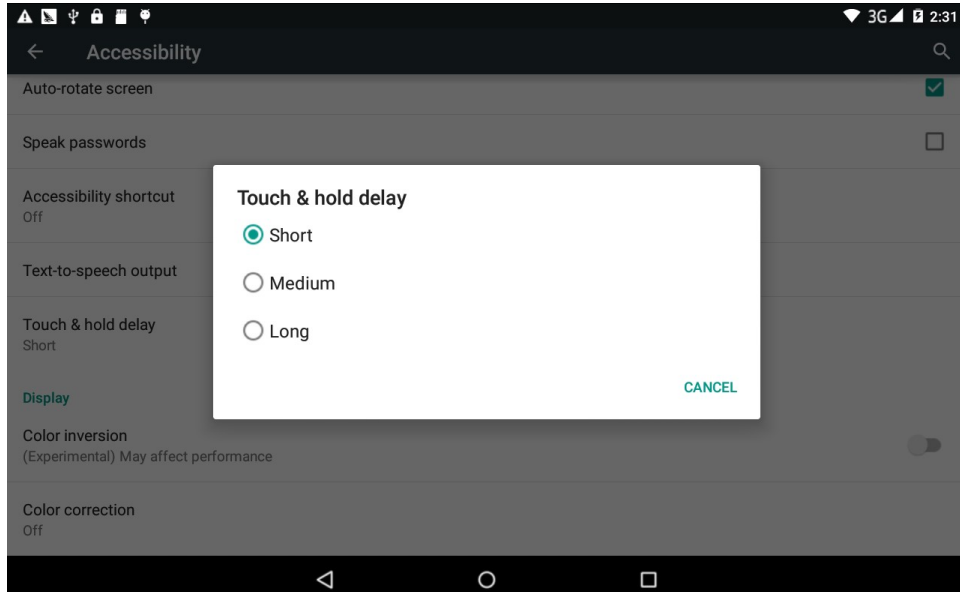 3G 2:31
Accessibility
Auto-rotate screen
Speak passwords
Accessibility shortcut
Off
Text-to-speech output
Touch & hold delay
Short
Display
Color inversion
(Experimental) May affect performance
Color correction
Off
Touch & hold delay
Short
Medium
Long
CANCEL